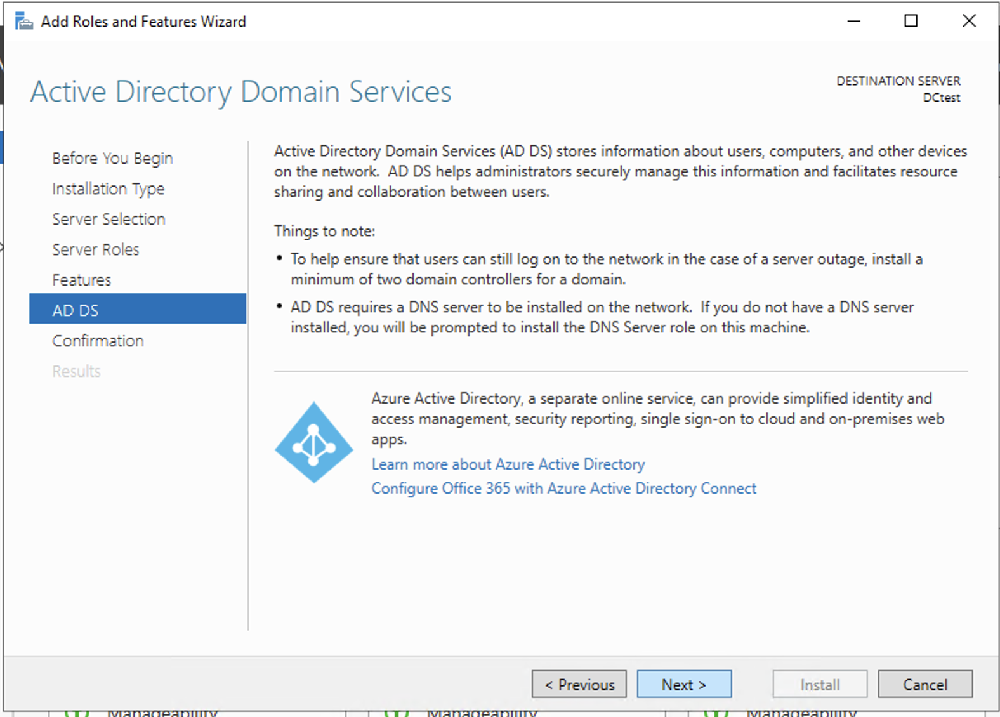 Add Roles and Features Wizard
Active Directory Domain Services
DESTINATION SERVER
DCtest
Before You Begin
Installation Type
Server Selection
Server Roles
Features
AD DS
Confirmation
Results
Active Directory Domain Services (AD DS) stores information about users, computers, and other devices
on the network.  AD DS helps administrators securely manage this information and facilitates resource
sharing and collaboration between users.
Things to note:
• To help ensure that users can still log on to the network in the case of a server outage, install a
minimum of two domain controllers for a domain.
• AD DS requires a DNS server to be installed on the network.  If you do not have a DNS server
installed, you will be prompted to install the DNS Server role on this machine.
Azure Active Directory, a separate online service, can provide simplified identity and
access management, security reporting, single sign-on to cloud and on-premises web
apps.
Learn more about Azure Active Directory
Configure Office 365 with Azure Active Directory Connect
< Previous
Next >
Install
Cancel
Manageability
Manageability
Manageability